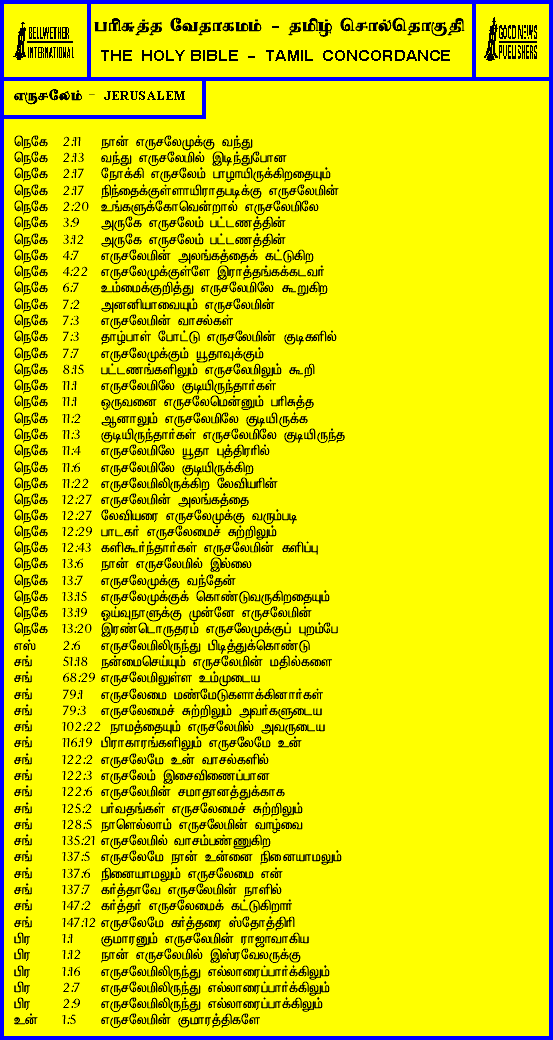 BELLWETHER
INTERNATIONAL
பரிசுத்த வேதாகமம் - தமிழ் சொல்தொகுதி
THE HOLY BIBLE - TAMIL CONCORDANCE
GOOD NEWS
PUBLISHERS
எருசலேம் - JERUSALEM
நெகே 2:11 நான் எருசலேமுக்கு வந்து
நெகே 2:13 வந்து எருசலேமில் இடிந்துபோன
நெகே 2:17 நோக்கி எருசலேம் பாழாயிருக்கிறதையும்
நெகே 2:17 நிந்தைக்குள்ளாயிராதபடிக்கு எருசலேமின்
நெகே 2:20 உங்களுக்கோவென்றால் எருசலேமிலே
நெகே 3:9 அருகே எருசலேம் பட்டணத்தின்
நெகே 3:12 அருகே எருசலேம் பட்டணத்தின்
நெகே 4:7 எருசலேமின் அலங்கத்தைக் கட்டுகிற
நெகே 4:22 எருசலேமுக்குள்ளே இராத்தங்கக்கடவர்
நெகே 6:7 உம்மைக்குறித்து எருசலேமிலே கூறுகிற
நெகே 7:2 அனனியாவையும் எருசலேமின்
நெகே 7:3 எருசலேமின் வாசல்கள்
நெகே 7:3 தாழ்பாள் போட்டு எருசலேமின் குடிகளில்
நெகே 7:7 எருசலேமுக்கும் யூதாவுக்கும்
நெகே 8:15 பட்டணங்களிலும் எருசலேமிலும் கூறி
நெகே 11:1 எருசலேமிலே குடியிருந்தார்கள்
நெகே 11:1 ஒருவனை எருசலேமென்னும் பரிசுத்த
நெகே 11:2 ஆனாலும் எருசலேமிலே குடியிருக்க
நெகே 11:3 குடியிருந்தார்கள் எருசலேமிலே குடியிருந்த
நெகே 11:4 எருசலேமிலே யூதா புத்திரரில்
நெகே 11:6 எருசலேமிலே குடியிருக்கிற
நெகே 11:22 எருசலேமிலிருக்கிற லேவியரின்
நெகே 12:27 எருசலேமின் அலங்கத்தை
நெகே 12:27 லேவியரை எருசலேமுக்கு வரும்படி
நெகே 12:29 பாடகர் எருசலேமைச் சுற்றிலும்
நெகே 12:43 களிகூர்ந்தார்கள் எருசலேமின் களிப்பு
நெகே 13:6 நான் எருசலேமில் இல்லை
நெகே 13:7 எருசலேமுக்கு வந்தேன்
நெகே 13:15 எருசலேமுக்குக் கொண்டுவருகிறதையும்
நெகே 13:19 ஓய்வுநாளுக்கு முன்னே எருசலேமின்
நெகே 13:20 இரண்டொருதரம் எருசலேமுக்குப் புறம்பே
எஸ் 2:6 எருசலேமிலிருந்து பிடித்துக்கொண்டு
சங் 51:18 நன்மைசெய்யும் எருசலேமின் மதில்களை
சங் 68:29 எருசலேமிலுள்ள உம்முடைய
சங் 79:1 எருசலேமை மண்மேடுகளாக்கினார்கள்
சங் 79:3 எருசலேமைச் சுற்றிலும் அவர்களுடைய
சங் 102:22 நாமத்தையும் எருசலேமில் அவருடைய
சங் 116:19 பிராகாரங்களிலும் எருசலேமே உன்
சங் 122:2 எருசலேமே உன் வாசல்களில்
சங் 122:3 எருசலேம் இசைவிணைப்பான
சங் 122:6 எருசலேமின் சமாதானத்துக்காக
சங் 125:2 பர்வதங்கள் எருசலேமைச் சுற்றிலும்
சங் 128:5 நாளெல்லாம் எருசலேமின் வாழ்வை
சங் 135:21 எருசலேமில் வாசம்பண்ணுகிற
சங் 137:5 எருசலேமே நான் உன்னை நினையாமலும்
சங் 137:6 நினையாமலும் எருசலேமை என்
சங் 137:7 கர்த்தாவே எருசலேமின் நாளில்
சங் 147:2 கர்த்தர் எருசலேமைக் கட்டுகிறார்
சங் 147:12 எருசலேமே கர்த்தரை ஸ்தோத்திரி
பிர 1:1 குமாரனும் எருசலேமின் ராஜாவாகிய
பிர 1:12 நான் எருசலேமில் இஸ்ரவேலருக்கு
பிர 1:16 எருசலேமிலிருந்து எல்லாரைப்பார்க்கிலும்
பிர 2:7 எருசலேமிலிருந்து எல்லாரைப்பார்க்கிலும்
பிர 2:9 எருசலேமிலிருந்து எல்லாரைப்பாக்கிலும்
உன் 1:5 எருசலேமின் குமாரத்திகளே